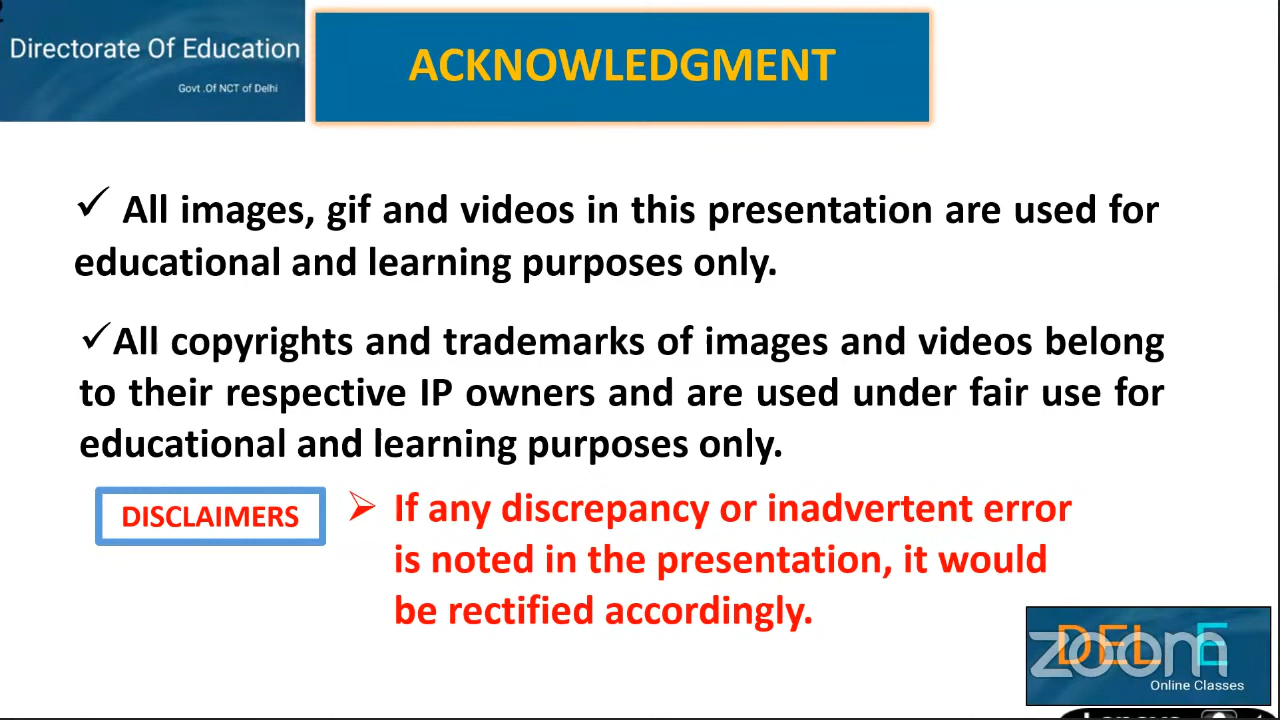 Directorate Of Education
Govt .Of NCT of Delhi
ACKNOWLEDGMENT
✓ All images, gif and videos in this presentation are used for
educational and learning purposes only.
✓All copyrights and trademarks of images and videos belong
to their respective IP owners and are used under fair use for
educational and learning purposes only.
DISCLAIMERS
➢ If any discrepancy or inadvertent error
is noted in the presentation, it would
be rectified accordingly.
zoom
Online Classes